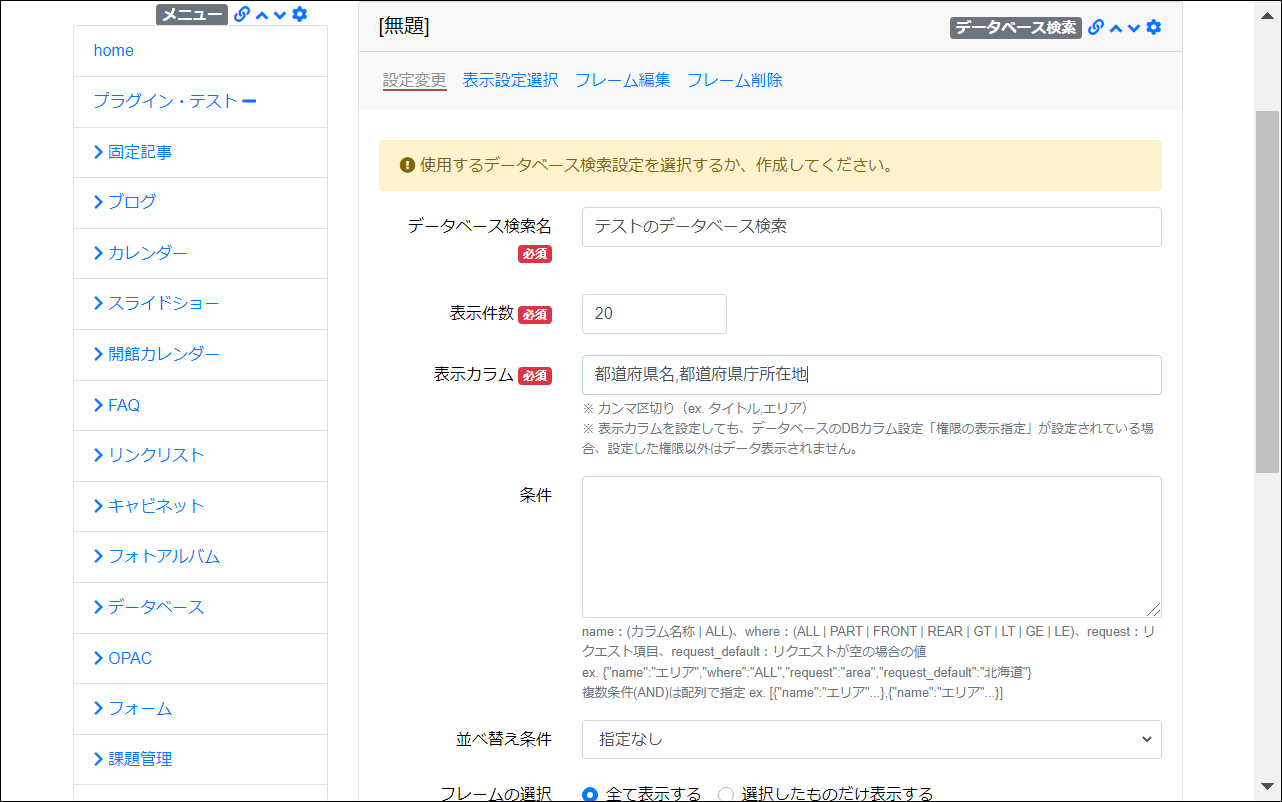 メニュー
home
プラグイン・テスト
固定記事
ブログ
カレンダー
スライドショー
開館カレンダー
FAQ
リンクリスト
キャビネット
フォトアルバム
データベース
OPAC
フォーム
課題管理
[無題]
データベース検索
設定変更 表示設定選択 フレーム編集 フレーム削除
使用するデータベース検索設定を選択するか、作成してください。
データベース検索名 必須 テストのデータベース検索
表示件数 必須 20
表示カラム 必須 都道府県名,都道府県庁所在地
※ カンマ区切り（ex. タイトル,エリア）
※ 表示カラムを設定しても、データベースのDBカラム設定「権限の表示指定」が設定されている場
合、設定した権限以外はデータ表示されません。
条件
name：(カラム名称 | ALL)、where：(ALL | PART | FRONT | REAR | GT | LT | GE | LE)、request：リ
クエスト項目、request_default：リクエストが空の場合の値
ex. {"name":"エリア","where":"ALL","request":"area","request_default":"北海道"}
複数条件(AND)は配列で指定 ex. [{"name":"エリア"...},{"name":"エリア"...}]
並べ替え条件 指定なし
フレームの選択 全て表示する 選択したものだけ表示する